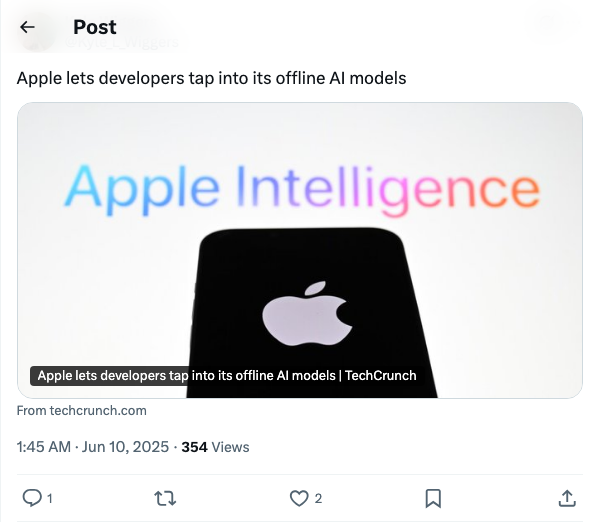 Post
Apple lets developers tap into its offline AI models
Apple Intelligence
Apple lets developers tap into its offline AI models | TechCrunch
From techcrunch.com
1:45 AM · Jun 10, 2025 · 354 Views
1
2